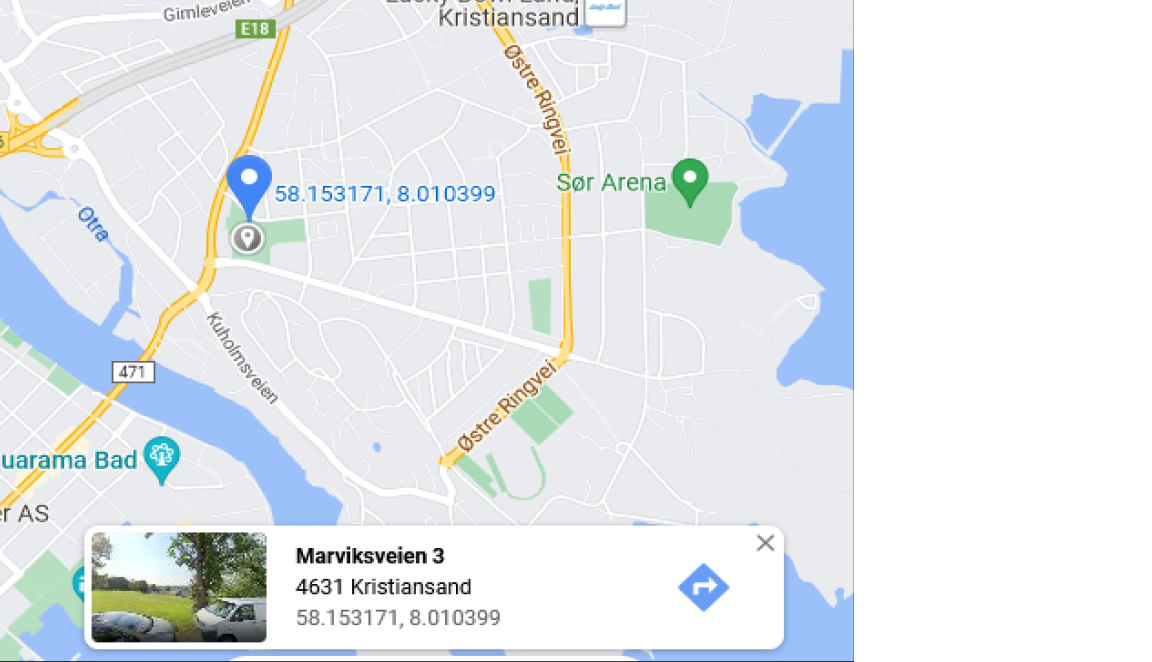 Gimleveien
Kristiansand
E18
Østre Ringvei
58.153171, 8.010399
Sør Arena
Otra
Kuholmsveien
471
Østre Ringvei
uarama Bad
er AS
Marviksveien 3
4631 Kristiansand
58.153171, 8.010399